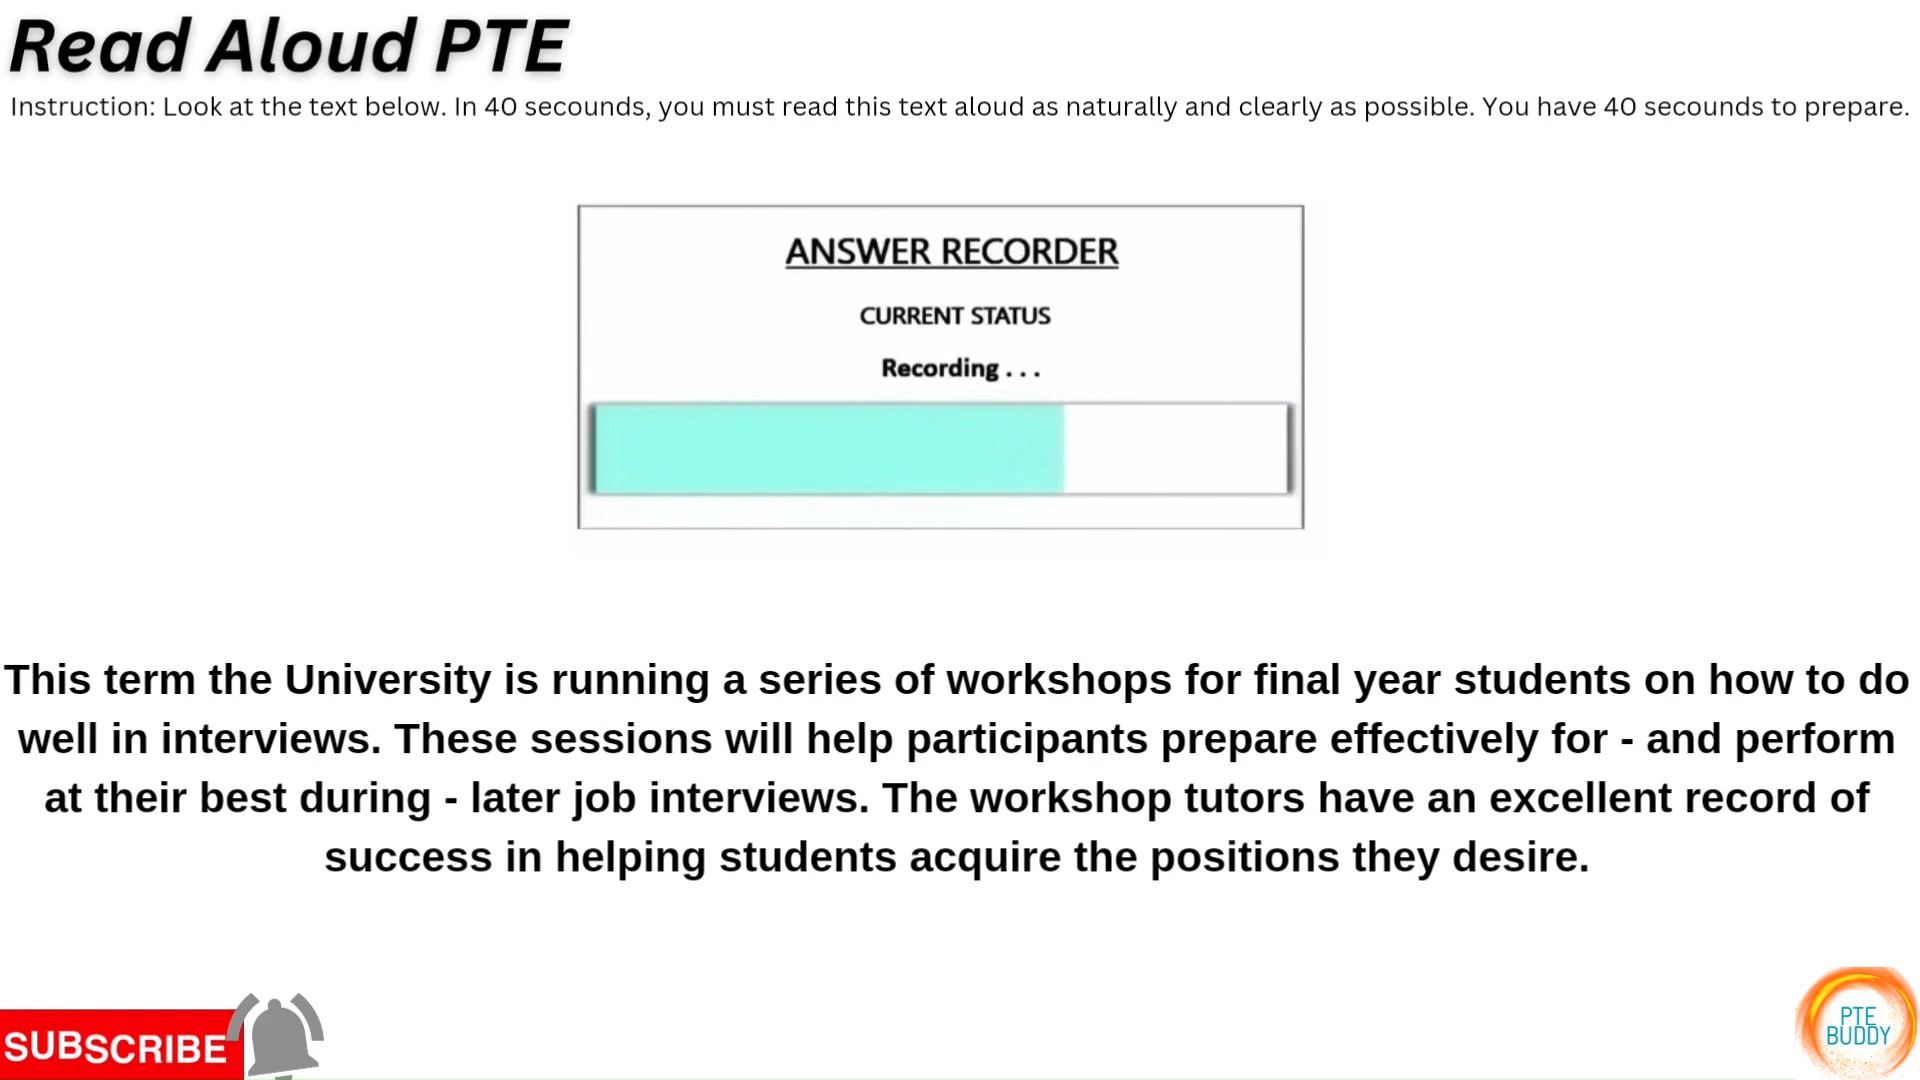 Read Aloud PTE
Instruction: Look at the text below. In 40 secounds, you must read this text aloud as naturally and clearly as possible. You have 40 secounds to prepare.
ANSWER RECORDER
CURRENT STATUS
Recording . . .
This term the University is running a series of workshops for final year students on how to do
well in interviews. These sessions will help participants prepare effectively for - and perform
at their best during - later job interviews. The workshop tutors have an excellent record of
success in helping students acquire the positions they desire.
SUBSCRIBE
PTE
BUDDY